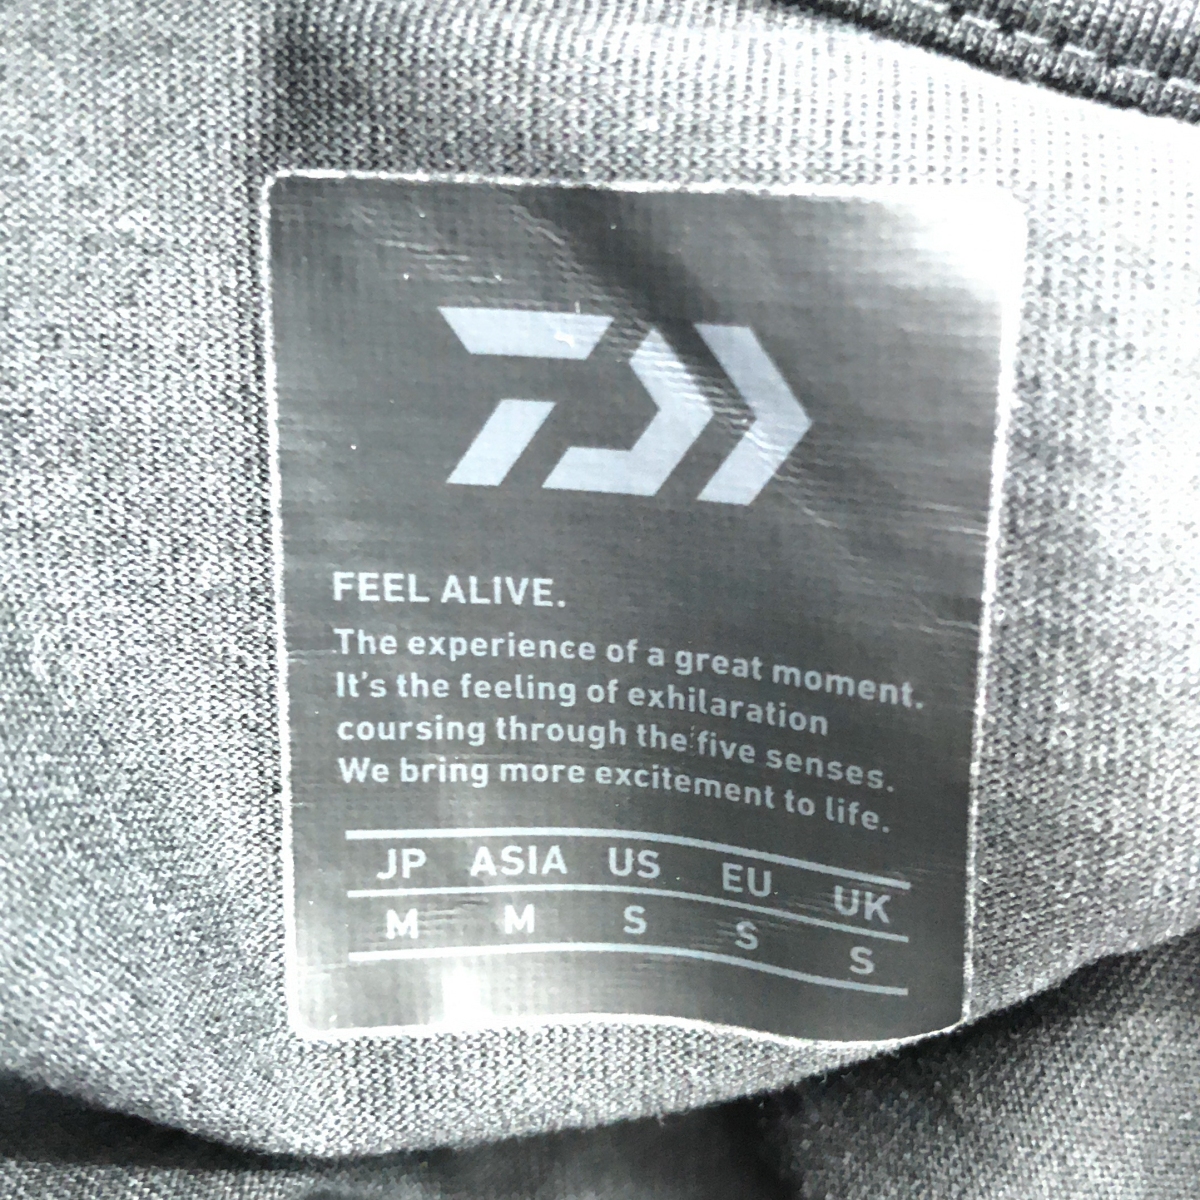 FEEL ALIVE.
The experience of a great moment.
It's the feeling of exhilaration
coursing through the five senses.
We bring more excitement to life.
JP ASIA US EU UK
M M S S S